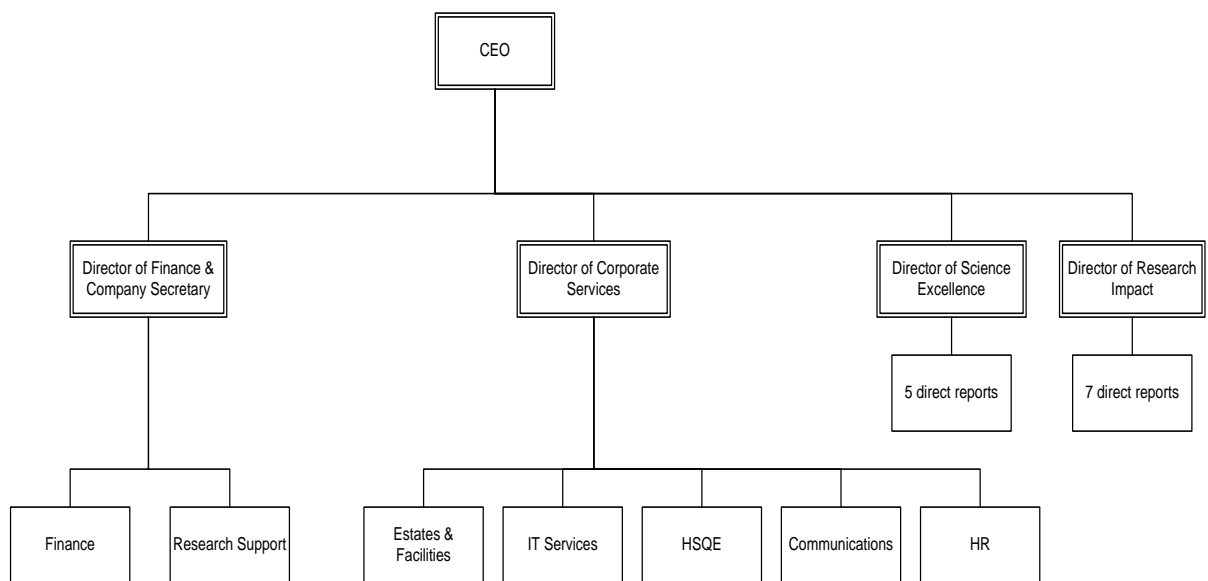 CEO
Director of Finance &
Company Secretary
Director of Corporate
Services
Director of Science
Excellence
Director of Research
Impact
5 direct reports
7 direct reports
Finance
Research Support
Estates &
Facilities
IT Services
HSQE
Communications
HR